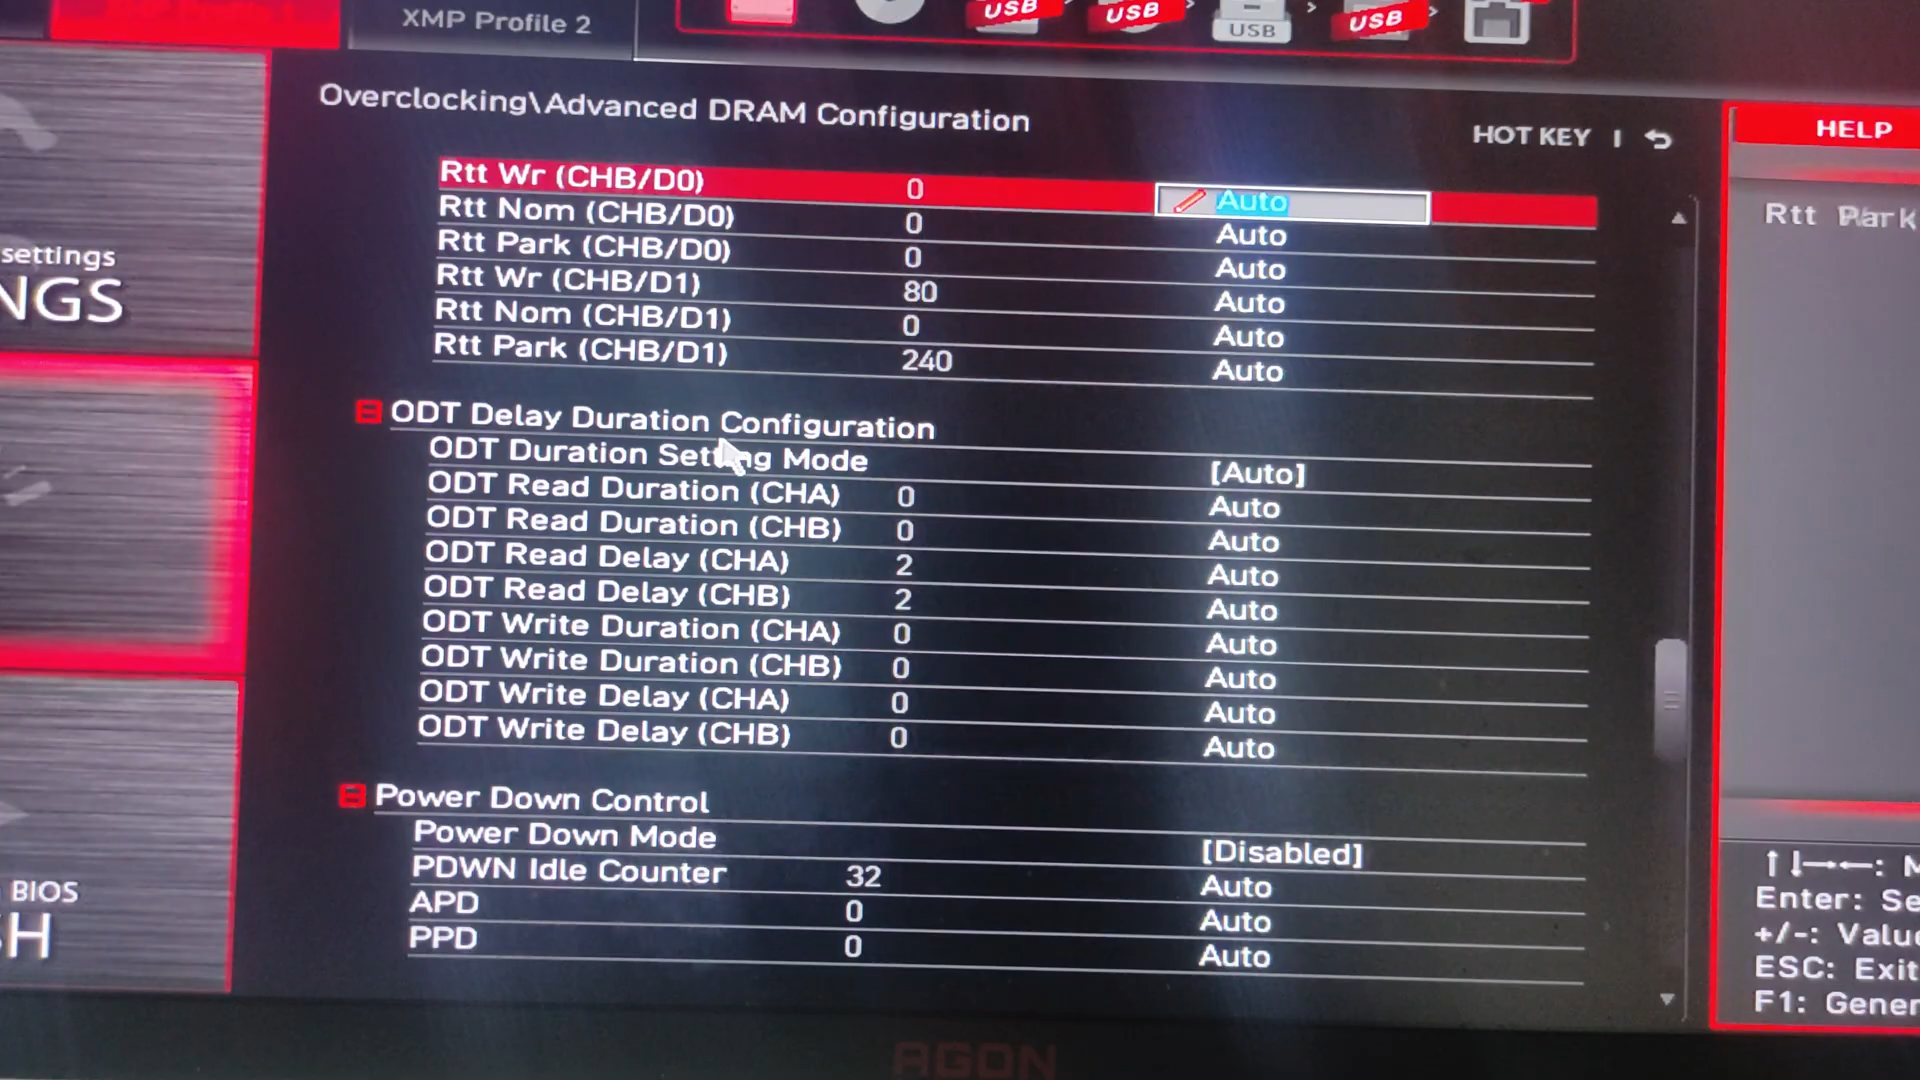 XMP Profile 2
USB
USB
USB
USB
Overclocking\Advanced DRAM Configuration
HOT KEY
HELP
Rtt Wr (CHB/D0) 0 Auto
Rtt Nom (CHB/D0) 0 Auto
Rtt Park (CHB/D0) 0 Auto
Rtt Wr (CHB/D1) 80 Auto
Rtt Nom (CHB/D1) 0 Auto
Rtt Park (CHB/D1) 240 Auto
ODT Delay Duration Configuration
ODT Duration Setting Mode [Auto]
ODT Read Duration (CHA) 0 Auto
ODT Read Duration (CHB) 0 Auto
ODT Read Delay (CHA) 2 Auto
ODT Read Delay (CHB) 2 Auto
ODT Write Duration (CHA) 0 Auto
ODT Write Duration (CHB) 0 Auto
ODT Write Delay (CHA) 0 Auto
ODT Write Delay (CHB) 0 Auto
Power Down Control
Power Down Mode [Disabled]
PDWN Idle Counter 32 Auto
APD 0 Auto
PPD 0 Auto
settings
NGS
BIOS
SH
Rtt
↑↓→←: M
Enter: Se
+/-: Value
ESC: Exit
F1: Gener
AGON